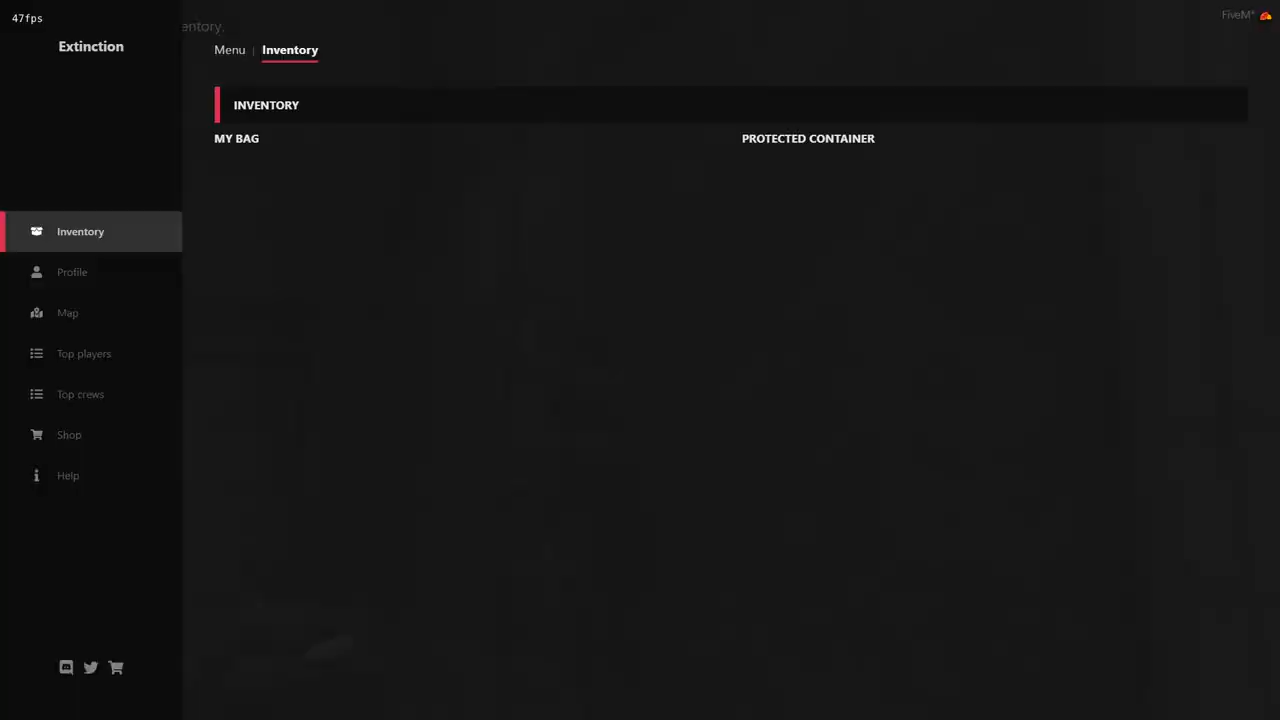 47fps
entory.
FiveM*
Extinction
Menu | Inventory
INVENTORY
MY BAG
PROTECTED CONTAINER
Inventory
Profile
Map
Top players
Top crews
Shop
Help